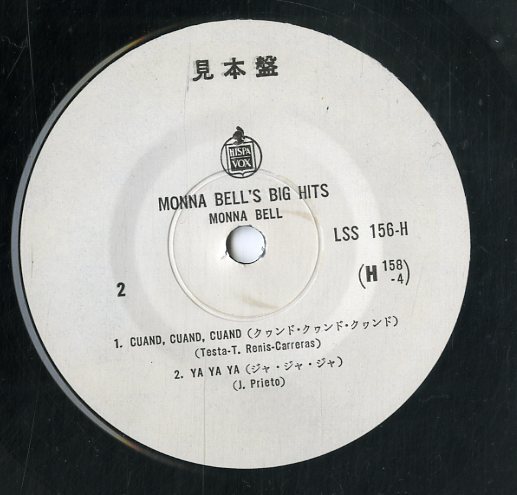 見本盤
HISPA
VOX
MONNA BELL'S BIG HITS
MONNA BELL
LSS 156-H
(H 158
-4)
2
1. CUAND, CUAND, CUAND (クヮンド・クヮンド・クヮンド)
(Testa-T. Renis-Carreras)
2. YA YA YA (ジャ・ジャ・ジャ)
(J. Prieto)